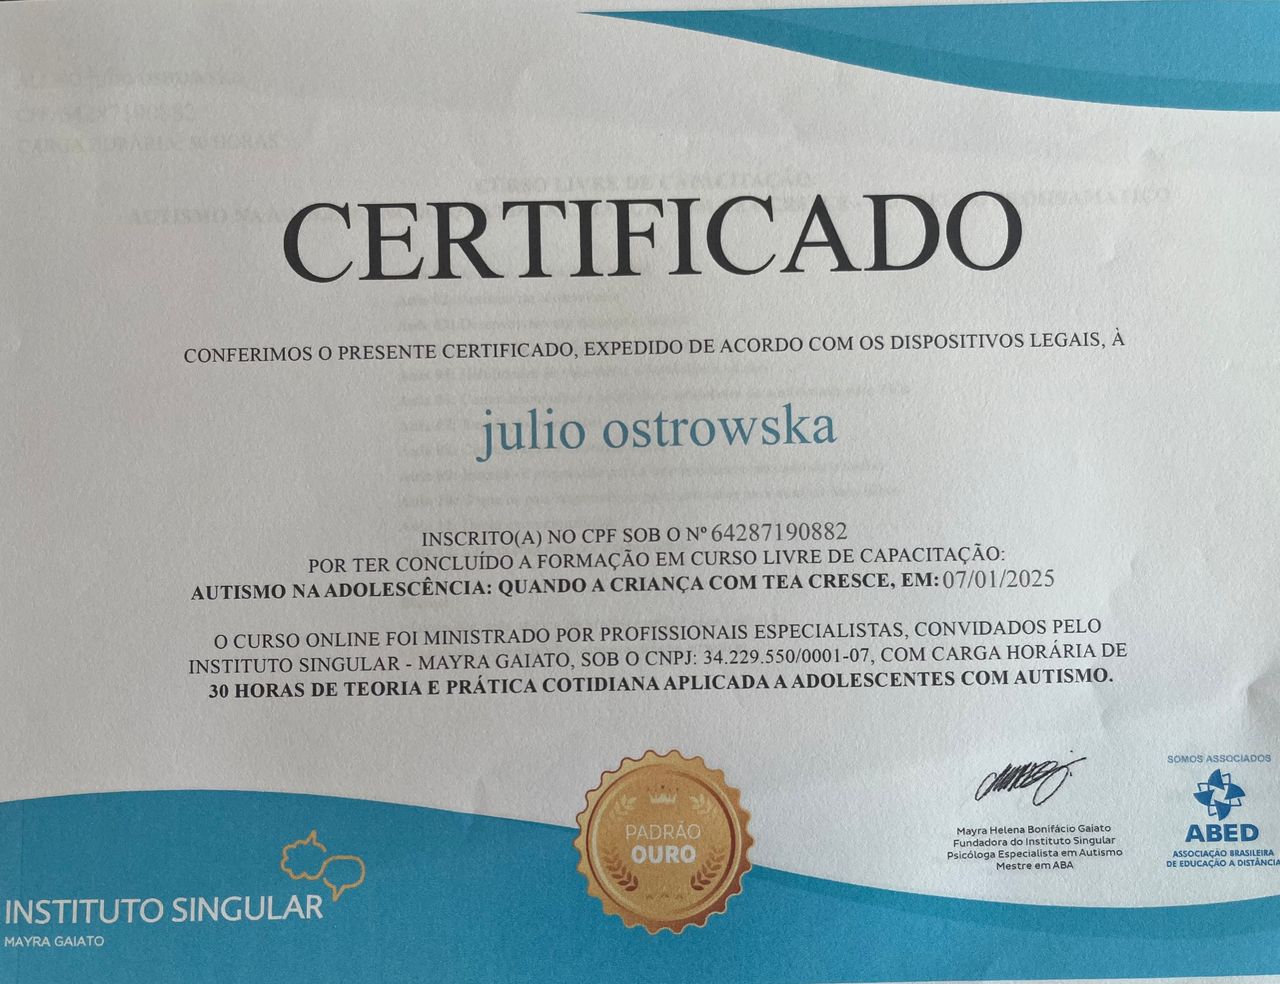 CERTIFICADO
CONFERIMOS O PRESENTE CERTIFICADO, EXPEDIDO DE ACORDO COM OS DISPOSITIVOS LEGAIS, À
julio ostrowska
INSCRITO(A) NO CPF SOB O Nº 64287190882
POR TER CONCLUÍDO A FORMAÇÃO EM CURSO LIVRE DE CAPACITAÇÃO:
AUTISMO NA ADOLESCÊNCIA: QUANDO A CRIANÇA COM TEA CRESCE, EM: 07/01/2025
O CURSO ONLINE FOI MINISTRADO POR PROFISSIONAIS ESPECIALISTAS, CONVIDADOS PELO
INSTITUTO SINGULAR - MAYRA GAIATO, SOB O CNPJ: 34.229.550/0001-07, COM CARGA HORÁRIA DE
30 HORAS DE TEORIA E PRÁTICA COTIDIANA APLICADA A ADOLESCENTES COM AUTISMO.
PADRÃO
OURO
Mayra Helena Bonifácio Gaiato
Fundadora do Instituto Singular
Psicóloga Especialista em Autismo
Mestre em ABA
SOMOS ASSOCIADOS
ABED
ASSOCIAÇÃO BRASILEIRA
DE EDUCAÇÃO A DISTÂNCIA
INSTITUTO SINGULAR
MAYRA GAIATO